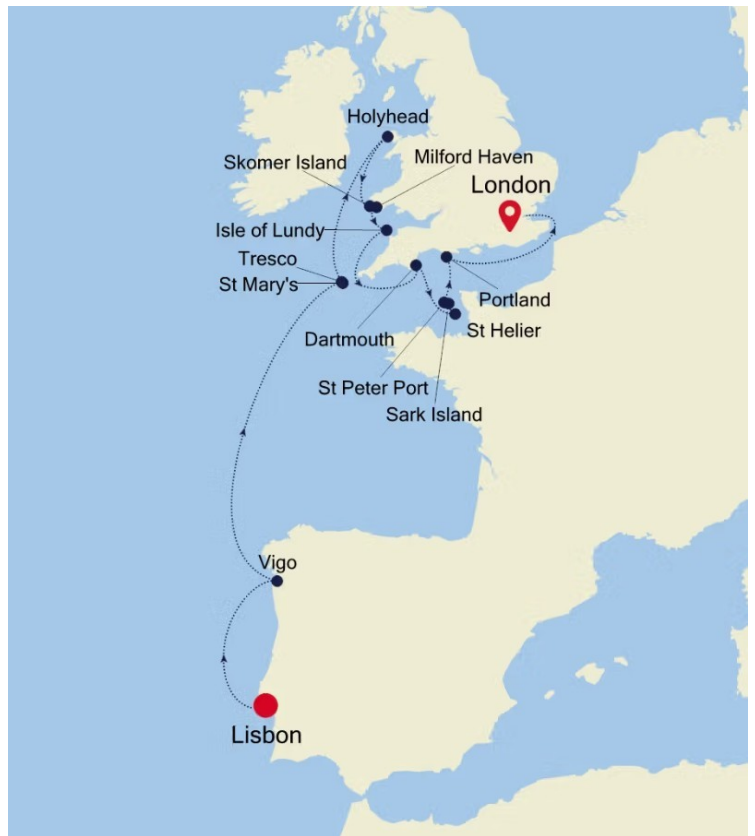 Holyhead
Skomer Island
Milford Haven
London
Isle of Lundy
Tresco
St Mary's
Portland
Dartmouth
St Helier
St Peter Port
Sark Island
Vigo
Lisbon